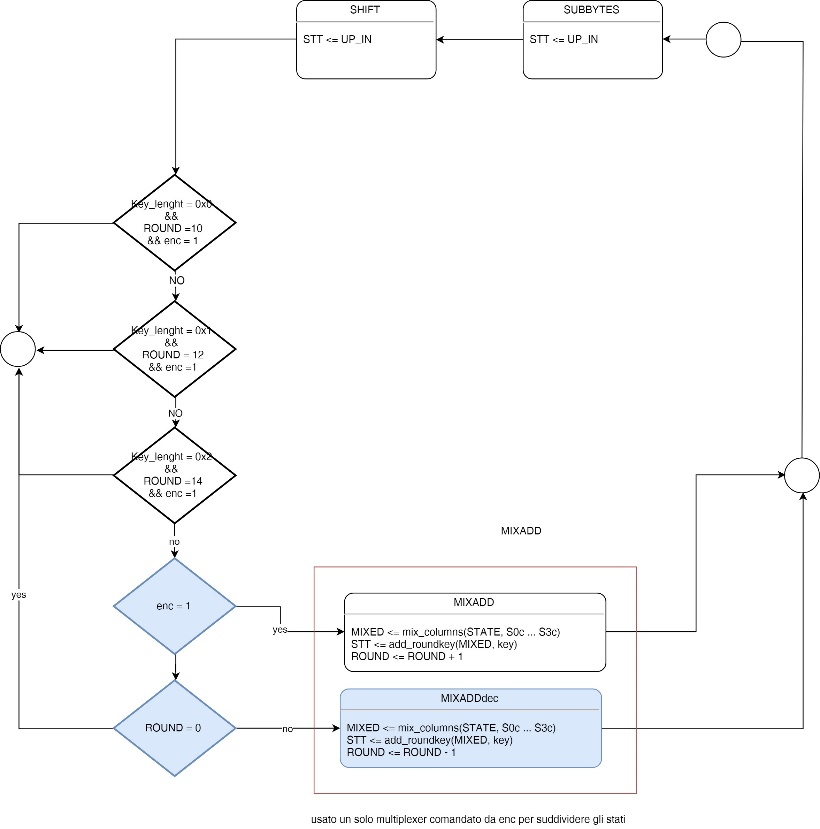 SHIFT
STT <= UP_IN
SUBBYTES
STT <= UP_IN
Key_lenght = 0x0
&&
ROUND =10
&& enc = 1
NO
Key_lenght = 0x1
&&
ROUND = 12
&& enc =1
NO
Key_lenght = 0x2
&&
ROUND =14
&& enc =1
no
MIXADD
enc = 1
yes
yes
MIXADD
MIXED <= mix_columns(STATE, S0c ... S3c)
STT <= add_roundkey(MIXED, key)
ROUND <= ROUND + 1
ROUND = 0
no
MIXADDdec
MIXED <= mix_columns(STATE, S0c ... S3c)
STT <= add_roundkey(MIXED, key)
ROUND <= ROUND - 1
usato un solo multiplexer comandato da enc per suddividere gli stati